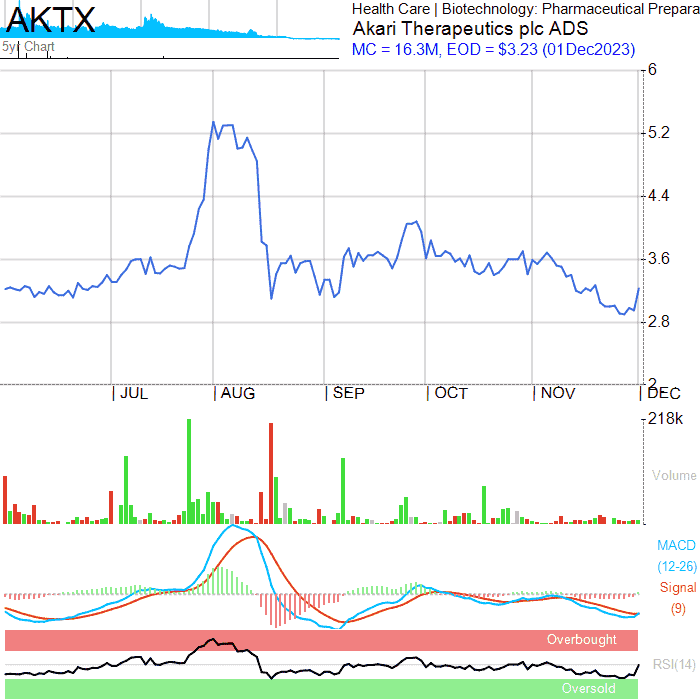 AKTX
5yr Chart
Health Care | Biotechnology: Pharmaceutical Prepara
Akari Therapeutics plc ADS
MC = 16.3M, EOD = $3.23 (01Dec2023)
6
5.2
4.4
3.6
2.8
2
JUL
AUG
SEP
OCT
NOV
DEC
218k
Volume
MACD
(12-26)
Signal
(9)
Overbought
RSI(14)
Oversold